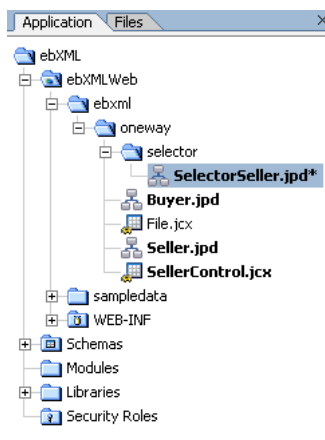 Application Files
ebXML
ebXMLWeb
ebxml
oneway
selector
SelectorSeller.jpd*
Buyer.jpd
File.jcx
Seller.jpd
SellerControl.jcx
sampledata
WEB-INF
Schemas
Modules
Libraries
Security Roles